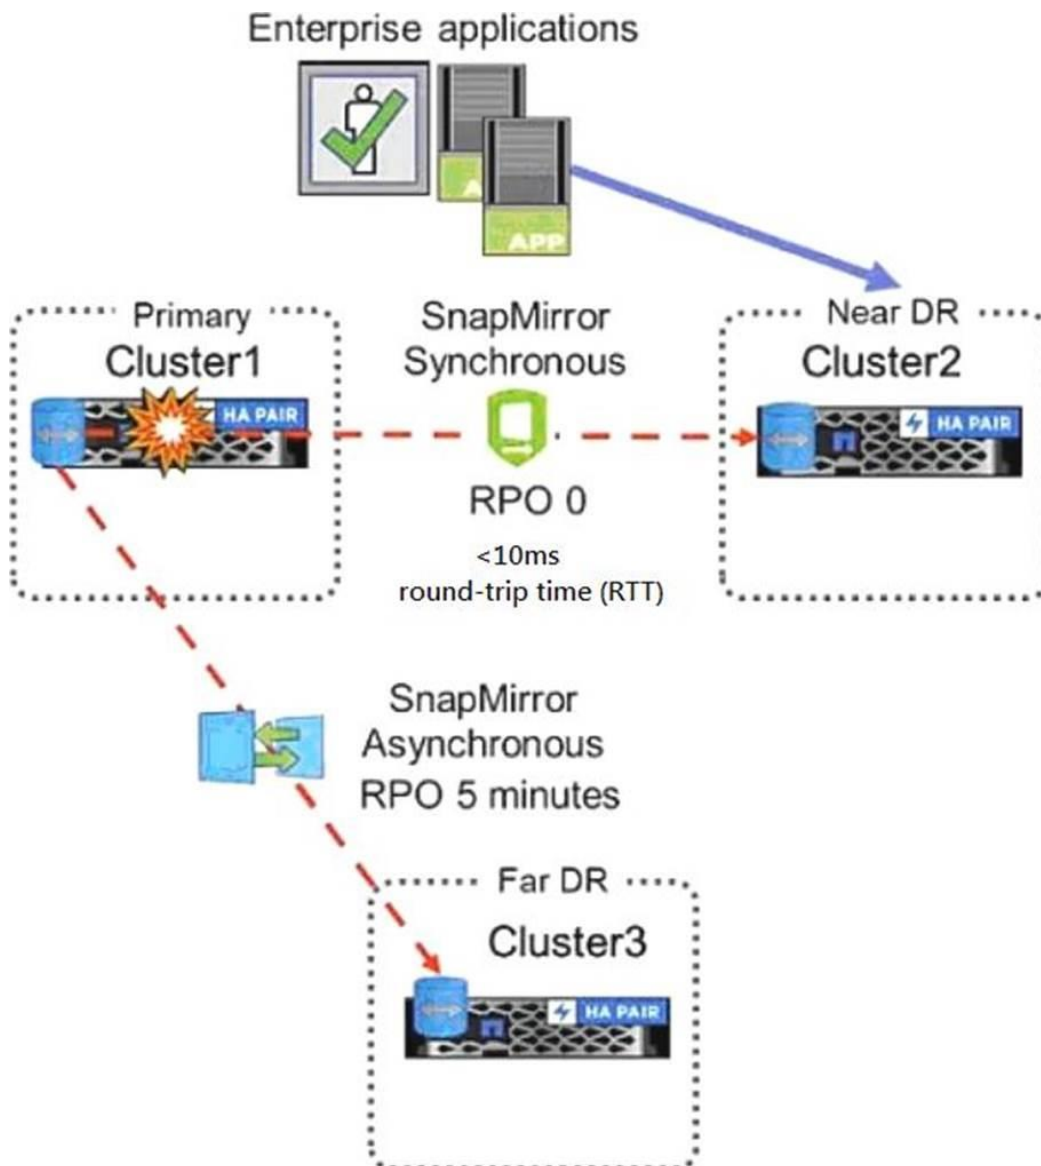 Enterprise applications
A
APP
Primary
Cluster1
HA PAIR
SnapMirror
Synchronous
RPO 0
<10ms
round-trip time (RTT)
Near DR
Cluster2
HA PAIR
SnapMirror
Asynchronous
RPO 5 minutes
Far DR
Cluster3
HA PAIR